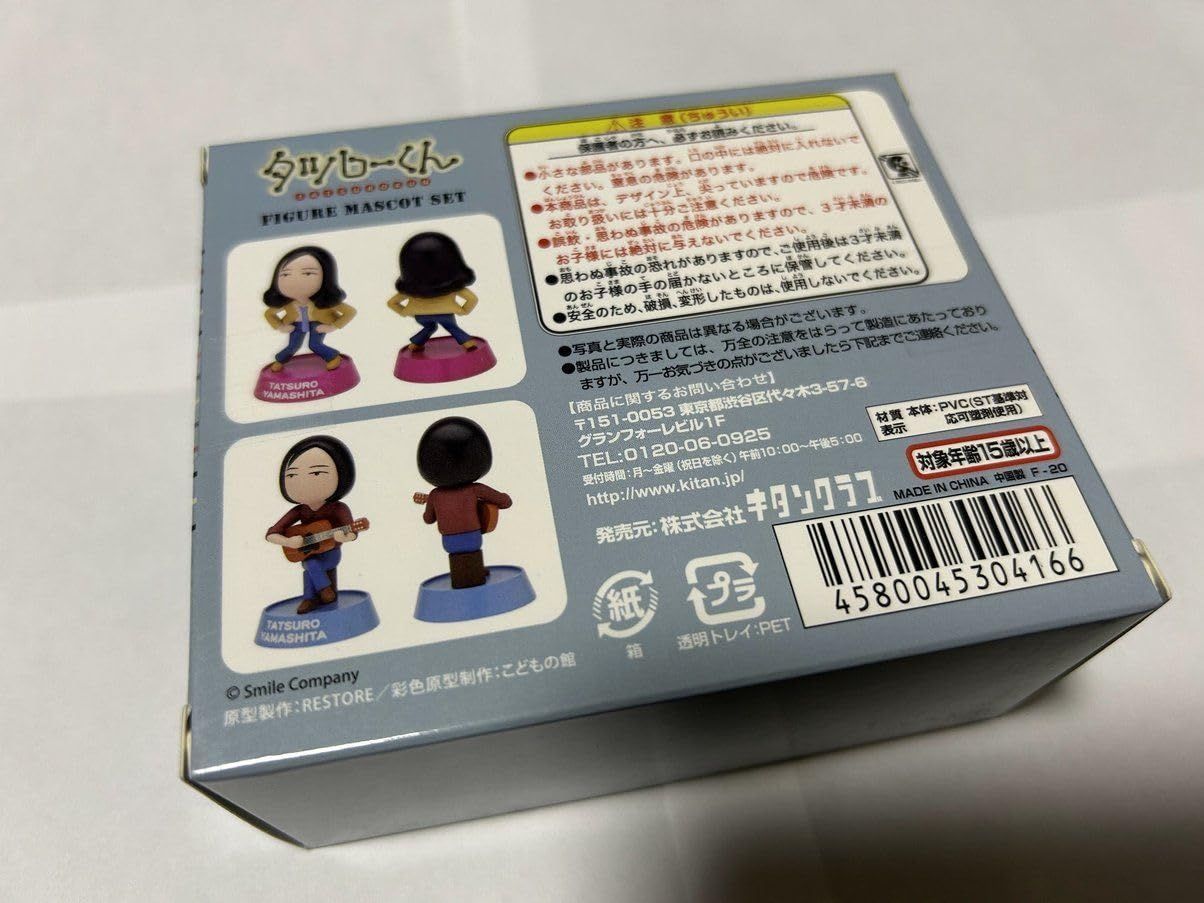 タツローくん
TATSUROKUN
FIGURE MASCOT SET
TATSURO
YAMASHITA
TATSURO
YAMASHITA
© Smile Company
原型製作：RESTORE／彩色原型制作：こどもの館
⚠注 意(ちゅうい)
保護者の方へ、必ずお読みください。
●小さな部品があります。口の中には絶対に入れないで
ください。窒息の危険があります。
●本商品は、デザイン上、尖っていますので危険です。
お取り扱いには十分ご注意ください。
●誤飲・思わぬ事故の危険がありますので、3才未満の
お子様には絶対に与えないでください。
●思わぬ事故の恐れがありますので、ご使用後は3才未満
のお子様の手の届かないところに保管してください。
●安全のため、破損、変形したものは、使用しないでください。
●写真と実際の商品は異なる場合がございます。
●製品につきましては、万全の注意をはらって製造にあたっており
ますが、万一お気づきの点がございましたら下記までご連絡ください。
【商品に関するお問い合わせ】
〒151-0053 東京都渋谷区代々木3-57-6
グランフォーレビル1F
TEL:0120-06-0925
受付時間：月～金曜(祝日を除く)午前10：00～午後5：00
http://www.kitan.jp/
発売元：株式会社キタンクラブ
材質 本体：PVC(ST基準対
表示 応可塑剤使用)
対象年齢15歳以上
MADE IN CHINA 中国製 F-20
4580045304166
紙
箱
プラ
透明トレイ：PET